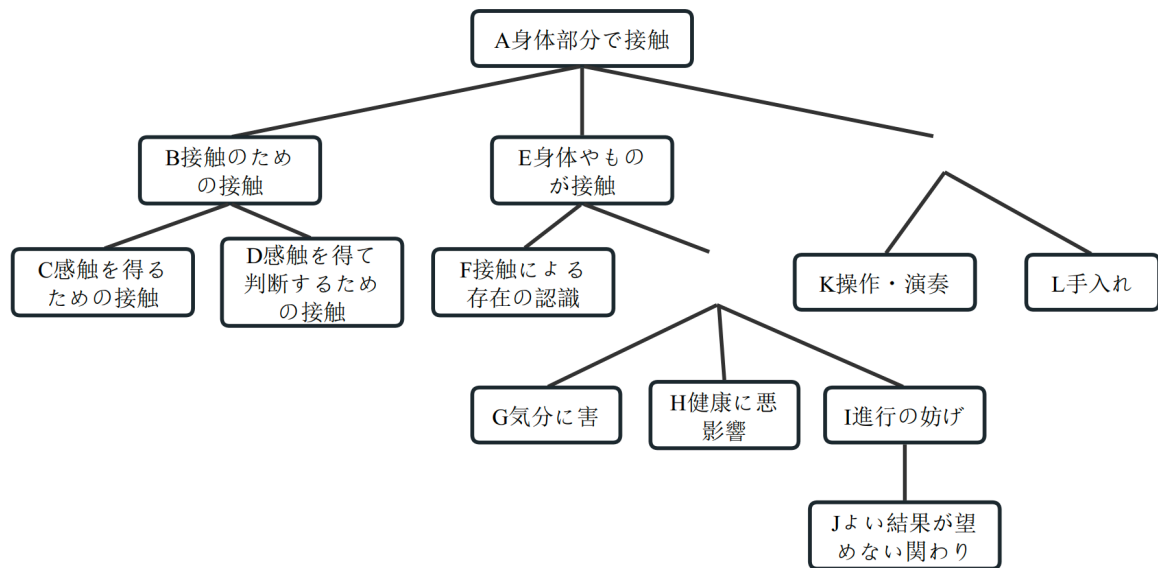 A身体部分で接触
B接触のため
の接触
E身体やもの
が接触
C感触を得る
ための接触
D感触を得て
判断するため
の接触
F接触による
存在の認識
K操作・演奏
L手入れ
G気分に害
H健康に悪
影響
I進行の妨げ
Jよい結果が望
めない関わり